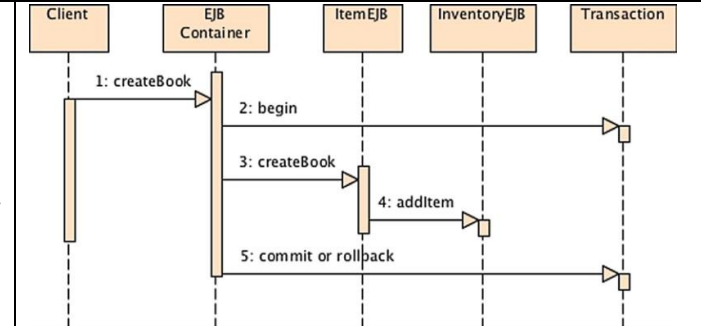 Client
EJB
Container
ItemEJB
InventoryEJB
Transaction
1: createBook
2: begin
3: createBook
4: addItem
5: commit or rollback